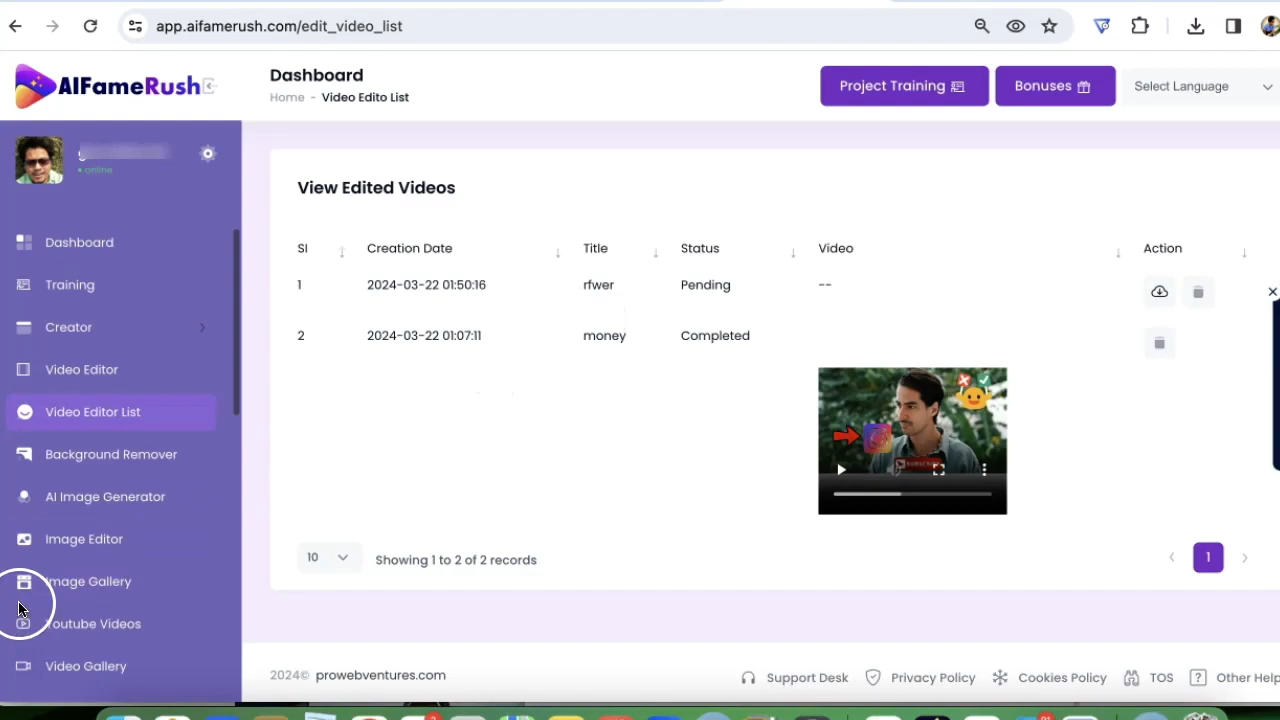 app.aifamerush.com/edit_video_list
AIFameRush
Dashboard
Home - Video Edito List
Project Training
Bonuses
Select Language
online
Dashboard
Training
Creator
Video Editor
Video Editor List
Background Remover
AI Image Generator
Image Editor
Image Gallery
Youtube Videos
Video Gallery
View Edited Videos
Sl Creation Date Title Status Video Action
1 2024-03-22 01:50:16 rfwer Pending --
2 2024-03-22 01:07:11 money Completed
10 Showing 1 to 2 of 2 records
1
2024© prowebventures.com
Support Desk
Privacy Policy
Cookies Policy
TOS
Other Help